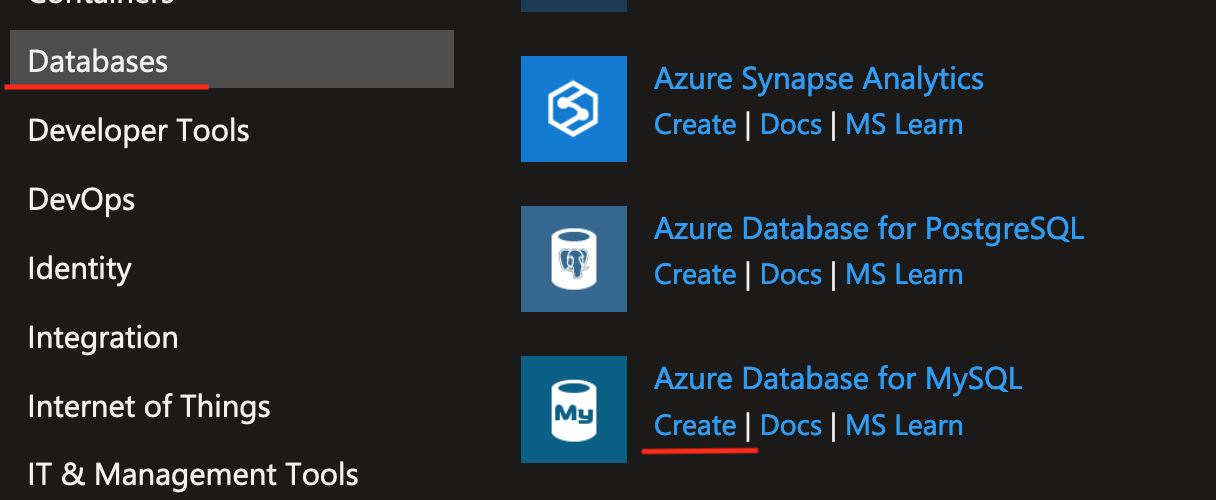 Containers
Databases
Developer Tools
DevOps
Identity
Integration
Internet of Things
IT & Management Tools
Azure Synapse Analytics
Create | Docs | MS Learn
Azure Database for PostgreSQL
Create | Docs | MS Learn
My
Azure Database for MySQL
Create | Docs | MS Learn